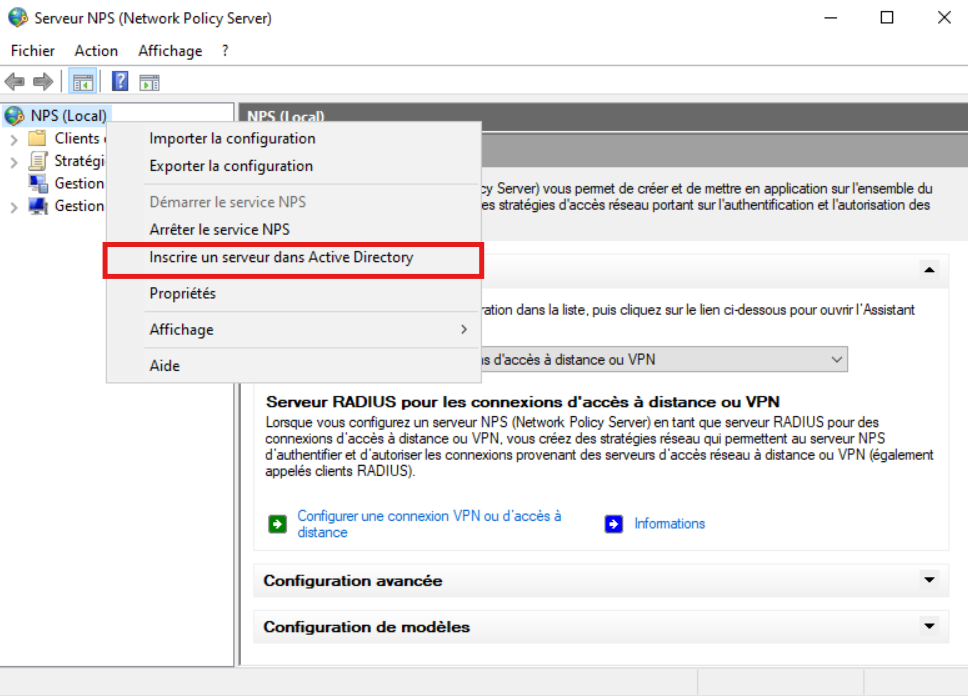 Serveur NPS (Network Policy Server)
Fichier Action Affichage ?
NPS (Local)
Clients
Stratégi
Gestion
Gestion
Importer la configuration
Exporter la configuration
Démarrer le service NPS
Arrêter le service NPS
Inscrire un serveur dans Active Directory
Propriétés
Affichage
Aide
NPS (Local)
cy Server) vous permet de créer et de mettre en application sur l'ensemble du
es stratégies d'accès réseau portant sur l'authentification et l'autorisation des
ration dans la liste, puis cliquez sur le lien ci-dessous pour ouvrir l'Assistant
s d'accès à distance ou VPN
Serveur RADIUS pour les connexions d'accès à distance ou VPN
Lorsque vous configurez un serveur NPS (Network Policy Server) en tant que serveur RADIUS pour des
connexions d'accès à distance ou VPN, vous créez des stratégies réseau qui permettent au serveur NPS
d'authentifier et d'autoriser les connexions provenant des serveurs d'accès réseau à distance ou VPN (également
appelés clients RADIUS).
Configurer une connexion VPN ou d'accès à
distance
Informations
Configuration avancée
Configuration de modèles